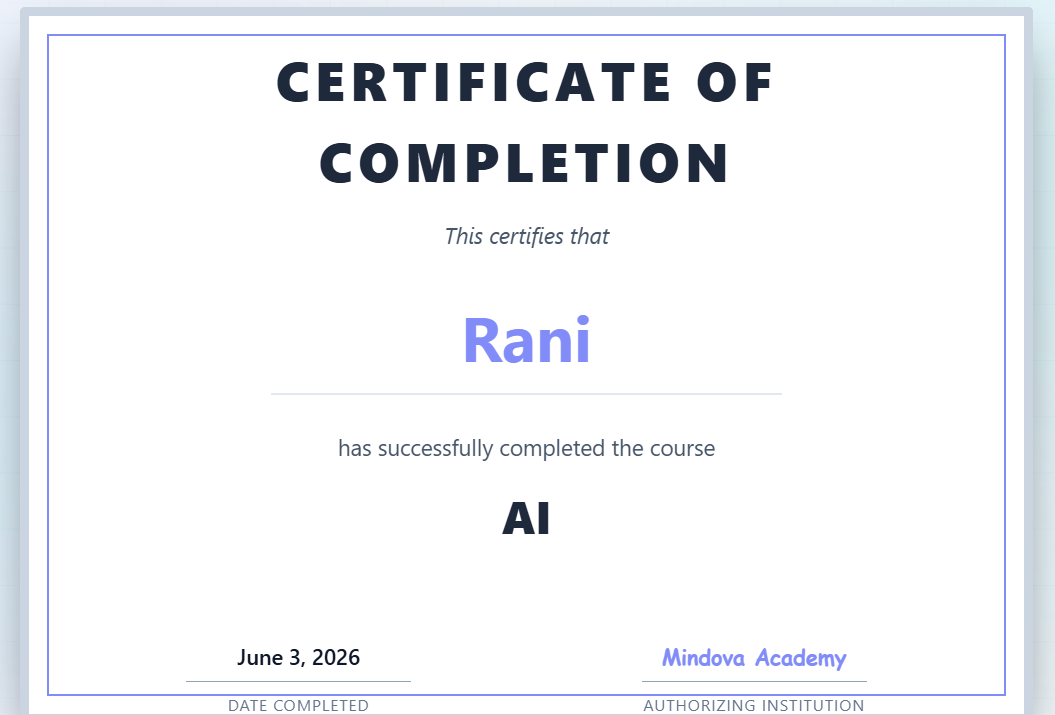 CERTIFICATE OF
COMPLETION
This certifies that
Rani
has successfully completed the course
AI
June 3, 2026
DATE COMPLETED
Mindova Academy
AUTHORIZING INSTITUTION